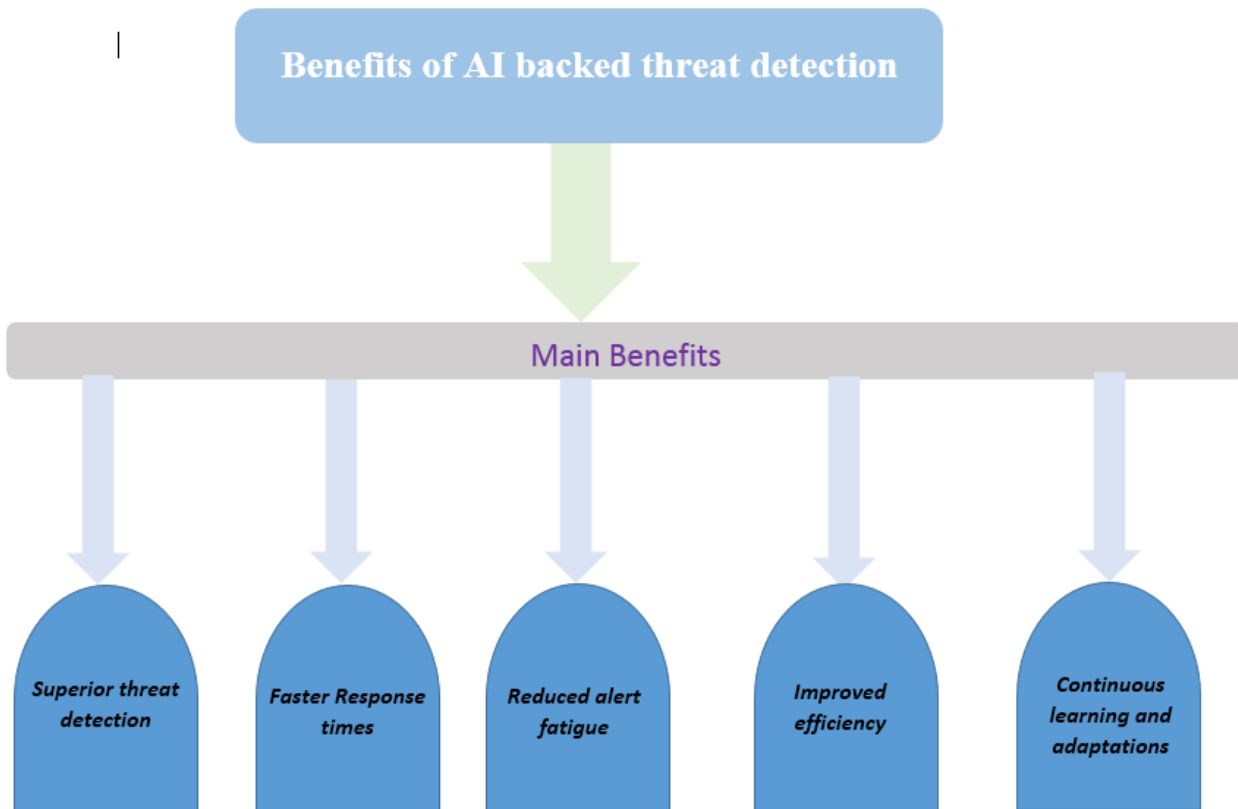 Benefits of AI backed threat detection
Main Benefits
Superior threat
detection
Faster Response
times
Reduced alert
fatigue
Improved
efficiency
Continuous
learning and
adaptations